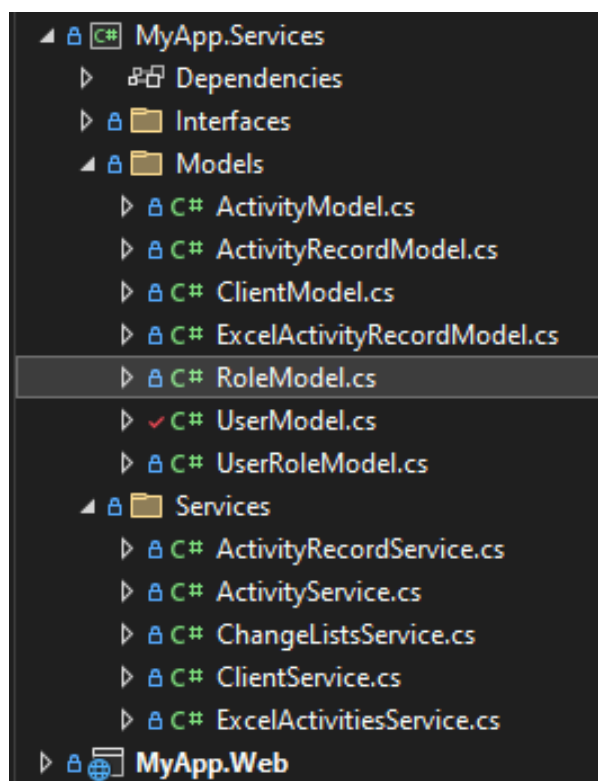 C# MyApp.Services
Dependencies
Interfaces
Models
C# ActivityModel.cs
C# ActivityRecordModel.cs
C# ClientModel.cs
C# ExcelActivityRecordModel.cs
C# RoleModel.cs
C# UserModel.cs
C# UserRoleModel.cs
Services
C# ActivityRecordService.cs
C# ActivityService.cs
C# ChangeListsService.cs
C# ClientService.cs
C# ExcelActivitiesService.cs
MyApp.Web